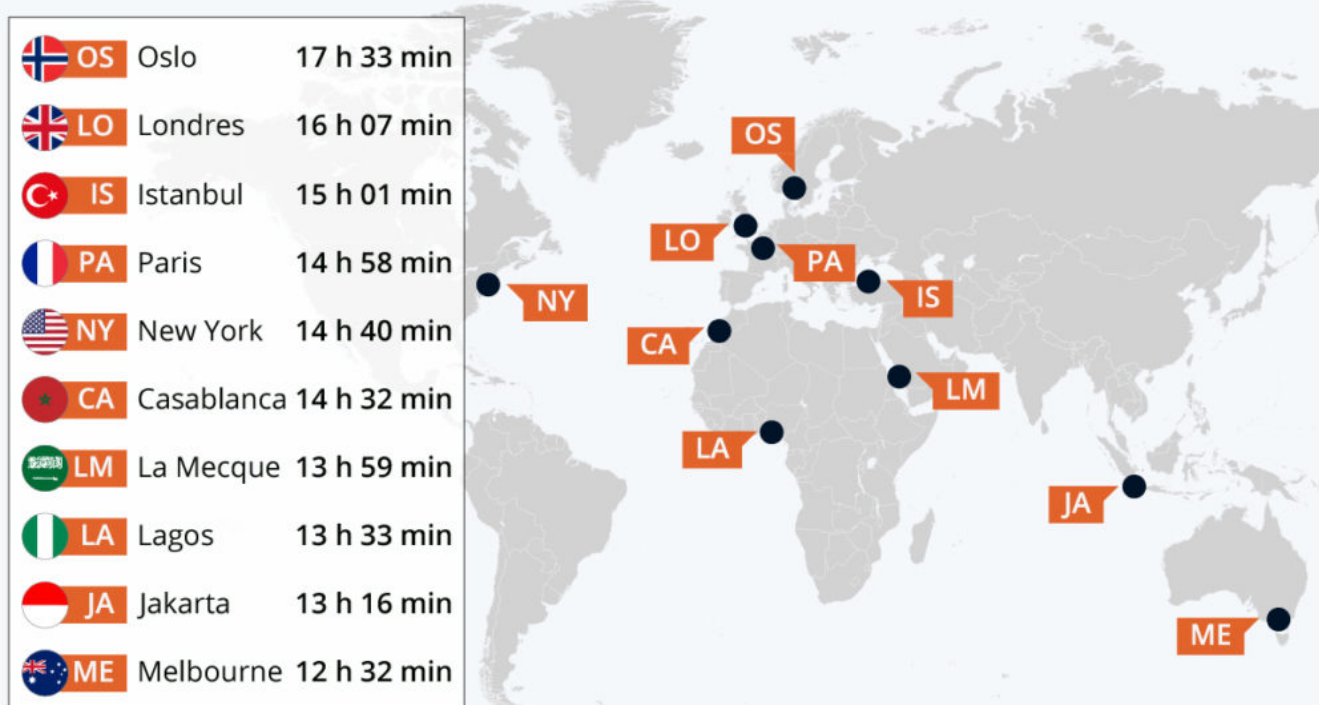 OS Oslo 17 h 33 min
LO Londres 16 h 07 min
IS Istanbul 15 h 01 min
PA Paris 14 h 58 min
NY New York 14 h 40 min
CA Casablanca 14 h 32 min
LM La Mecque 13 h 59 min
LA Lagos 13 h 33 min
JA Jakarta 13 h 16 min
ME Melbourne 12 h 32 min
OS
LO
PA
IS
NY
CA
LM
LA
JA
ME